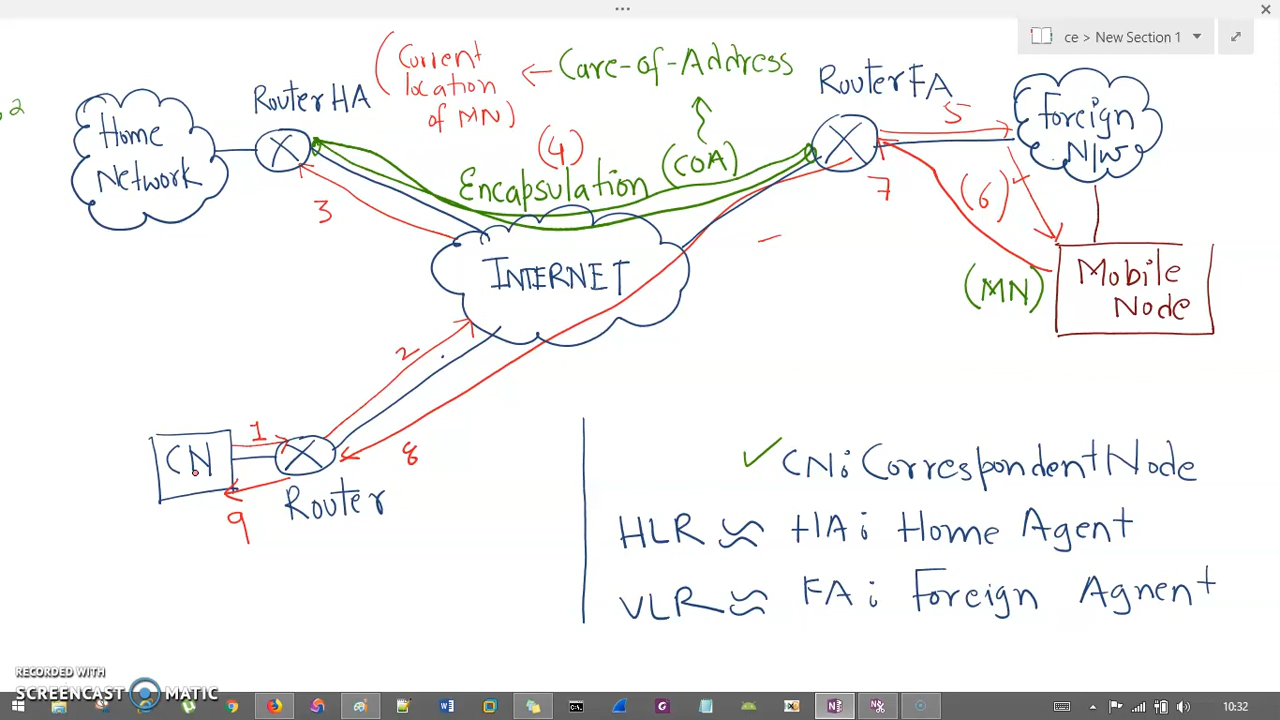 ce > New Section 1
2
Home
Network
Router HA
(Current
location
of MN)
← Care-of-Address
Router FA
5
Foreign
N/W
(4)
Encapsulation
(COA)
3
7
(6)
INTERNET
(MN)
Mobile
Node
2
1
CN
8
9
Router
✓ CN: Correspondent Node
HLR ≈ HA: Home Agent
VLR ≈ FA: Foreign Agnent
RECORDED WITH
SCREENCAST MATIC
10:32